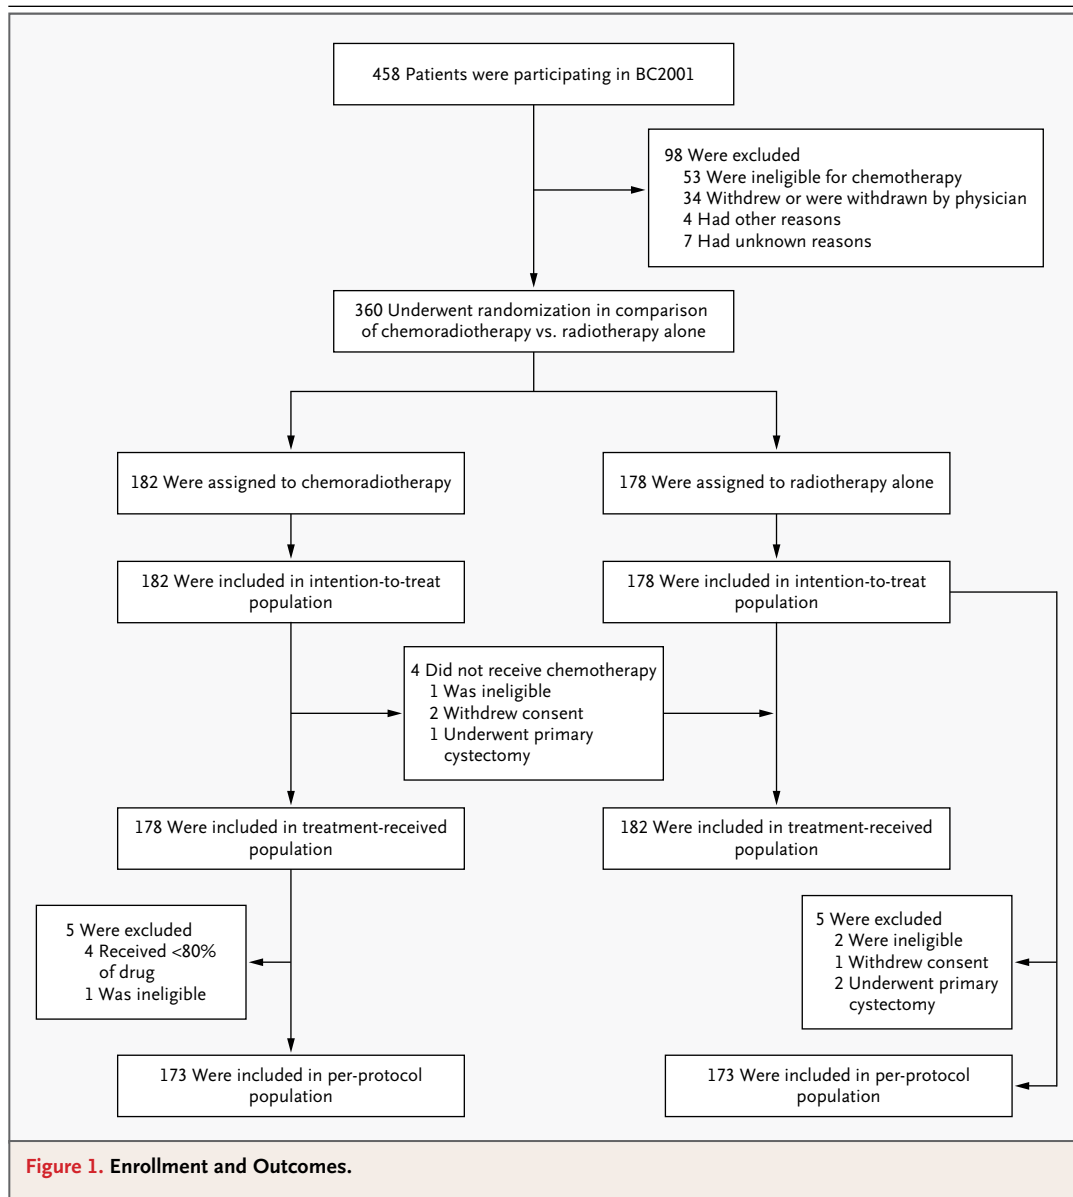 458 Patients were participating in BC2001
98 Were excluded
53 Were ineligible for chemotherapy
34 Withdrew or were withdrawn by physician
4 Had other reasons
7 Had unknown reasons
360 Underwent randomization in comparison
of chemoradiotherapy vs. radiotherapy alone
182 Were assigned to chemoradiotherapy
178 Were assigned to radiotherapy alone
182 Were included in intention-to-treat
population
178 Were included in intention-to-treat
population
4 Did not receive chemotherapy
1 Was ineligible
2 Withdrew consent
1 Underwent primary
cystectomy
178 Were included in treatment-received
population
182 Were included in treatment-received
population
5 Were excluded
4 Received <80%
of drug
1 Was ineligible
5 Were excluded
2 Were ineligible
1 Withdrew consent
2 Underwent primary
cystectomy
173 Were included in per-protocol
population
173 Were included in per-protocol
population
Figure 1. Enrollment and Outcomes.